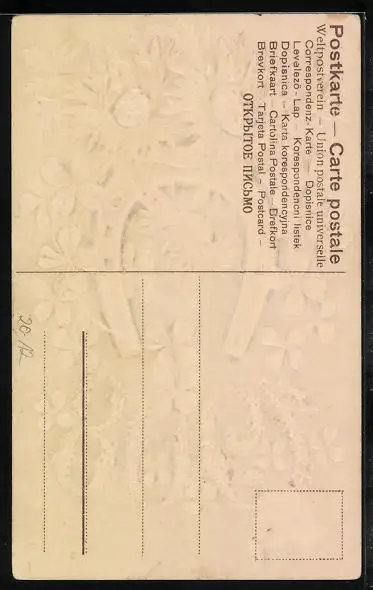 Postkarte — Carte postale
Weltpostverein — Union postale universelle
Correspondenz-Karte — Dopisnice
Levelező-Lap — Korespondenční lístek
Dopisnica — Karta korespondencyjna
Briefkaart — Cartolina Postale — Brefkort
Brevkort — Tarjeta Postal — Postcard —
ОТКРЫТОЕ ПИСЬМО
20.12